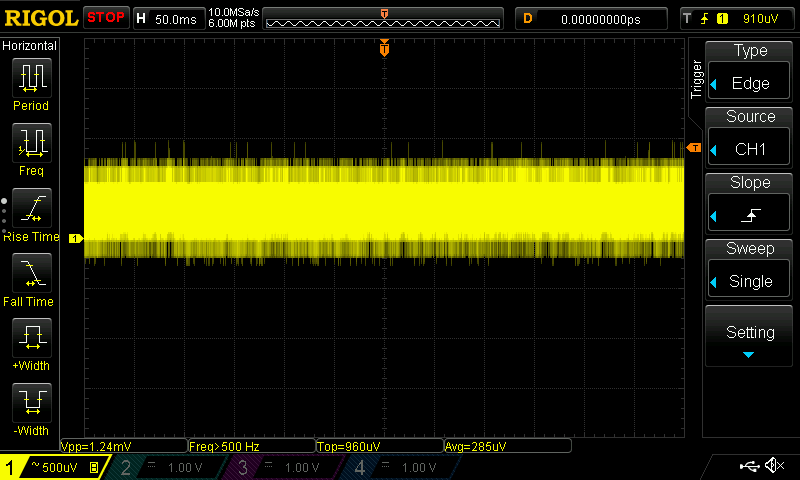 RIGOL STOP H 50.0ms 10.0MSa/s 6.00M pts T D 0.00000000ps T 1 910uV
Horizontal
Period
Freq
Rise Time
Fall Time
+Width
-Width
T
T
1
Trigger
Type
Edge
Source
CH1
Slope
Sweep
Single
Setting
Vpp=1.24mV Freq>500 Hz Top=960uV Avg=285uV
1 ~ 500uV B 2 1.00 V 3 1.00 V 4 1.00 V